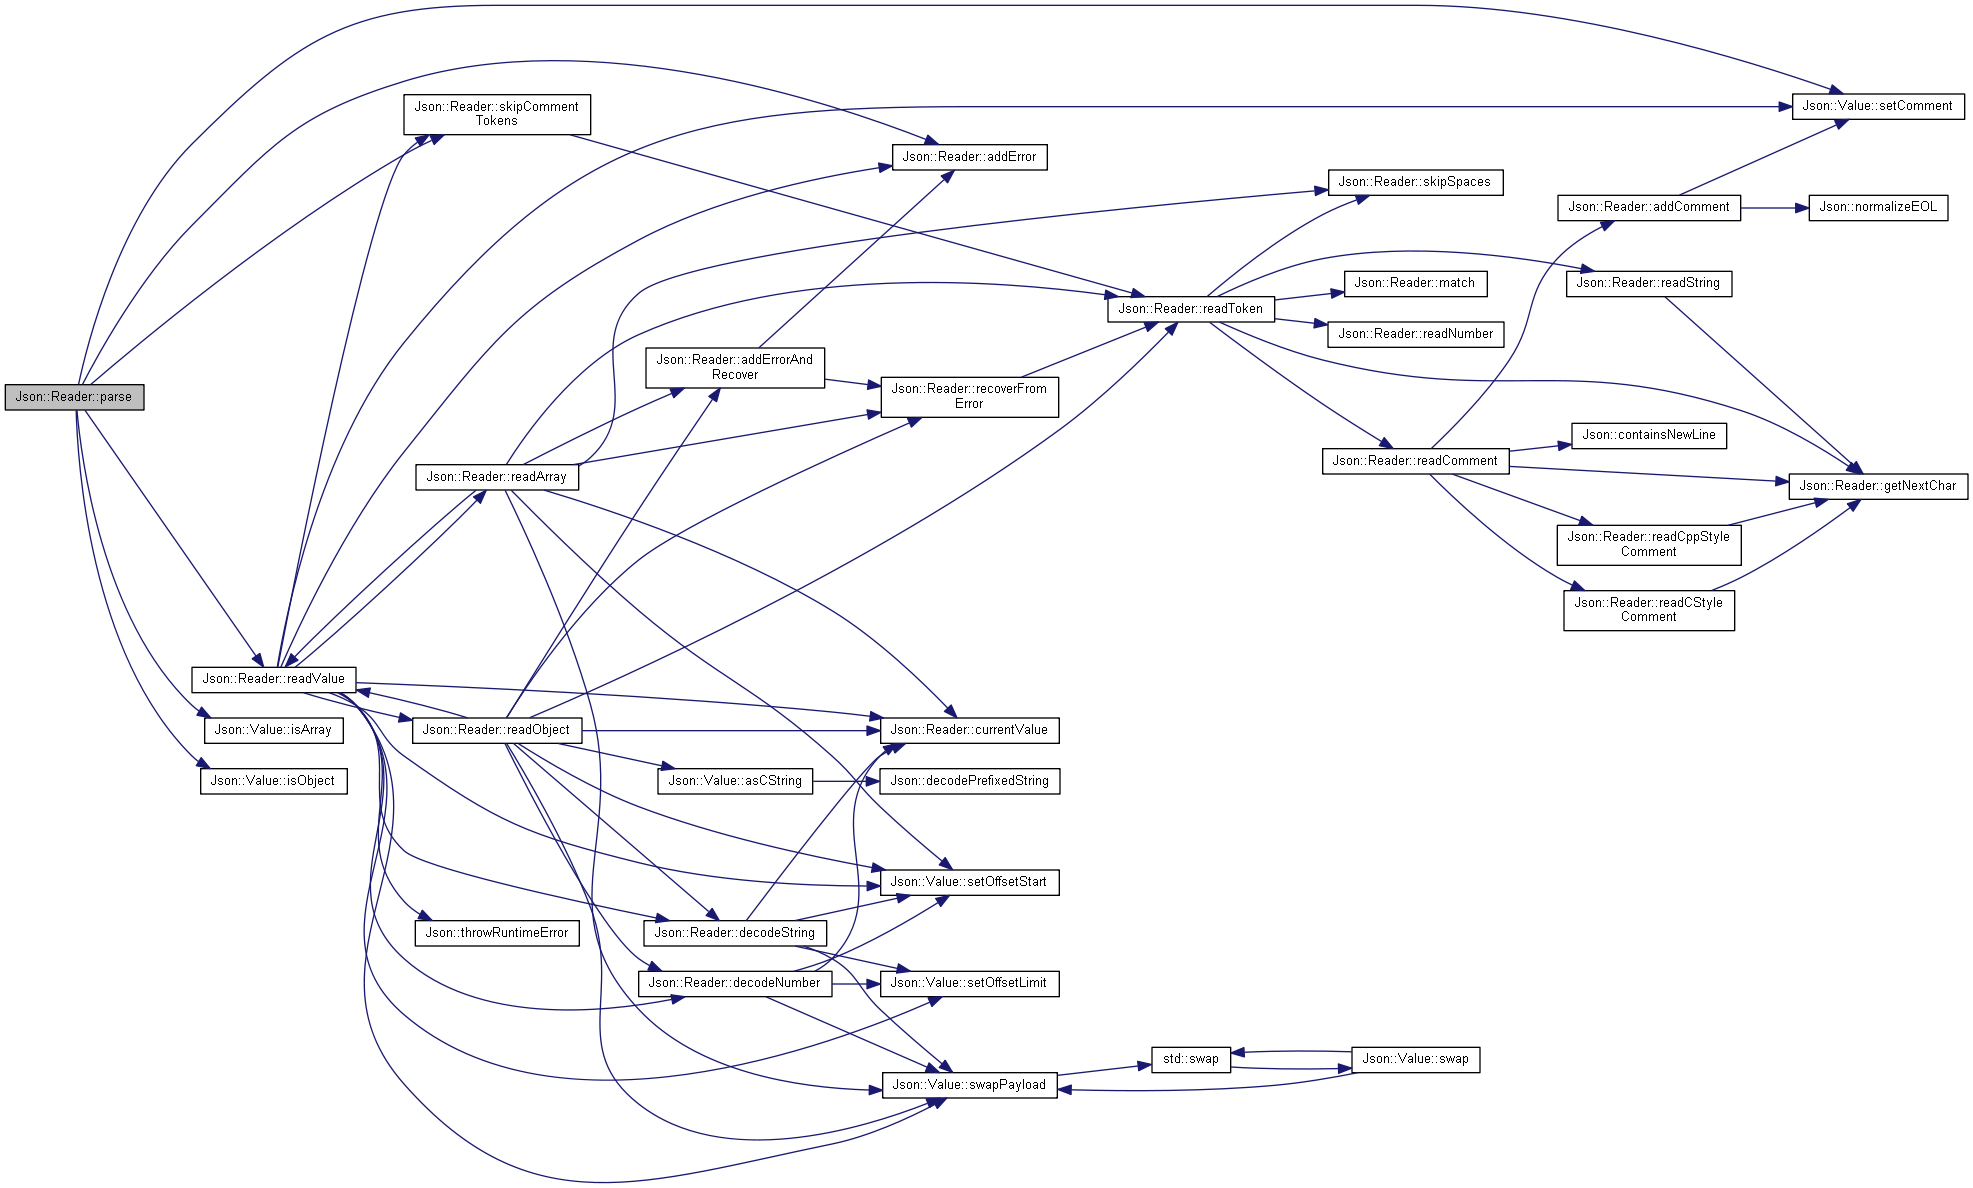 Json::Reader::parse
Json::Reader::skipComment
Tokens
Json::Reader::addError
Json::Value::setComment
Json::Reader::skipSpaces
Json::Reader::addComment
Json::normalizeEOL
Json::Reader::match
Json::Reader::readString
Json::Reader::readToken
Json::Reader::readNumber
Json::Reader::addErrorAnd
Recover
Json::Reader::recoverFrom
Error
Json::Reader::readArray
Json::Reader::readComment
Json::containsNewLine
Json::Reader::getNextChar
Json::Reader::readCppStyle
Comment
Json::Reader::readCStyle
Comment
Json::Reader::readValue
Json::Value::isArray
Json::Value::isObject
Json::Reader::readObject
Json::Reader::currentValue
Json::Value::asCString
Json::decodePrefixedString
Json::Value::setOffsetStart
Json::throwRuntimeError
Json::Reader::decodeString
Json::Reader::decodeNumber
Json::Value::setOffsetLimit
Json::Value::swapPayload
std::swap
Json::Value::swap